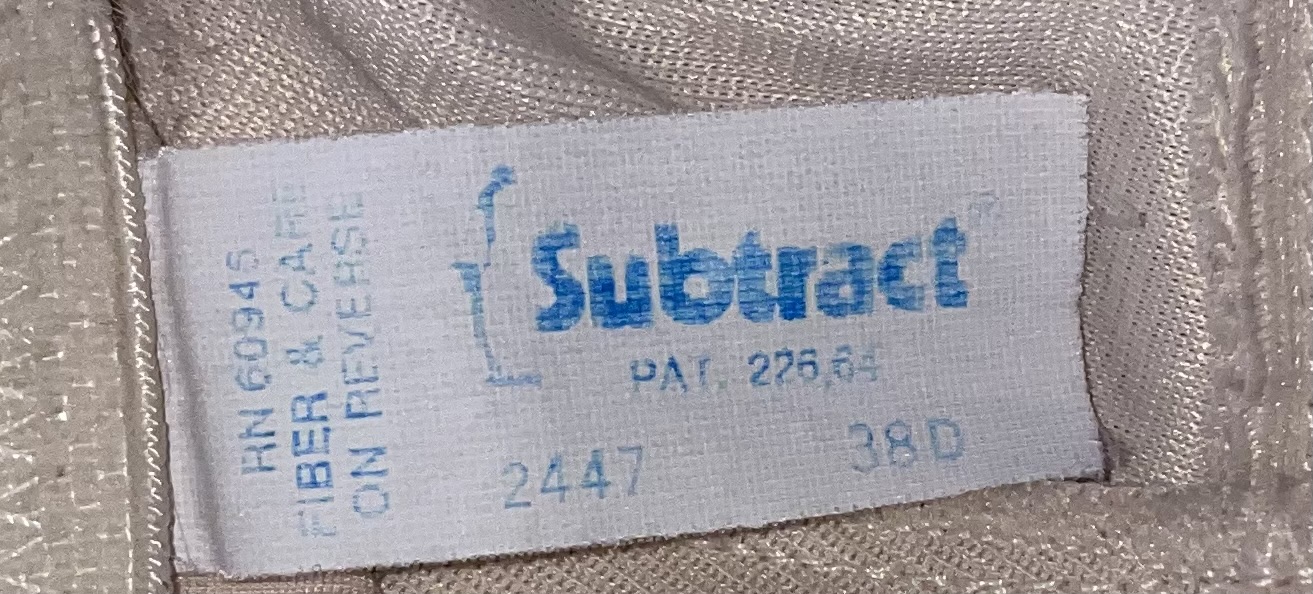 RN 60945
FIBER & CARE
ON REVERSE
Subtract®
PAT. 226,64
2447
38D